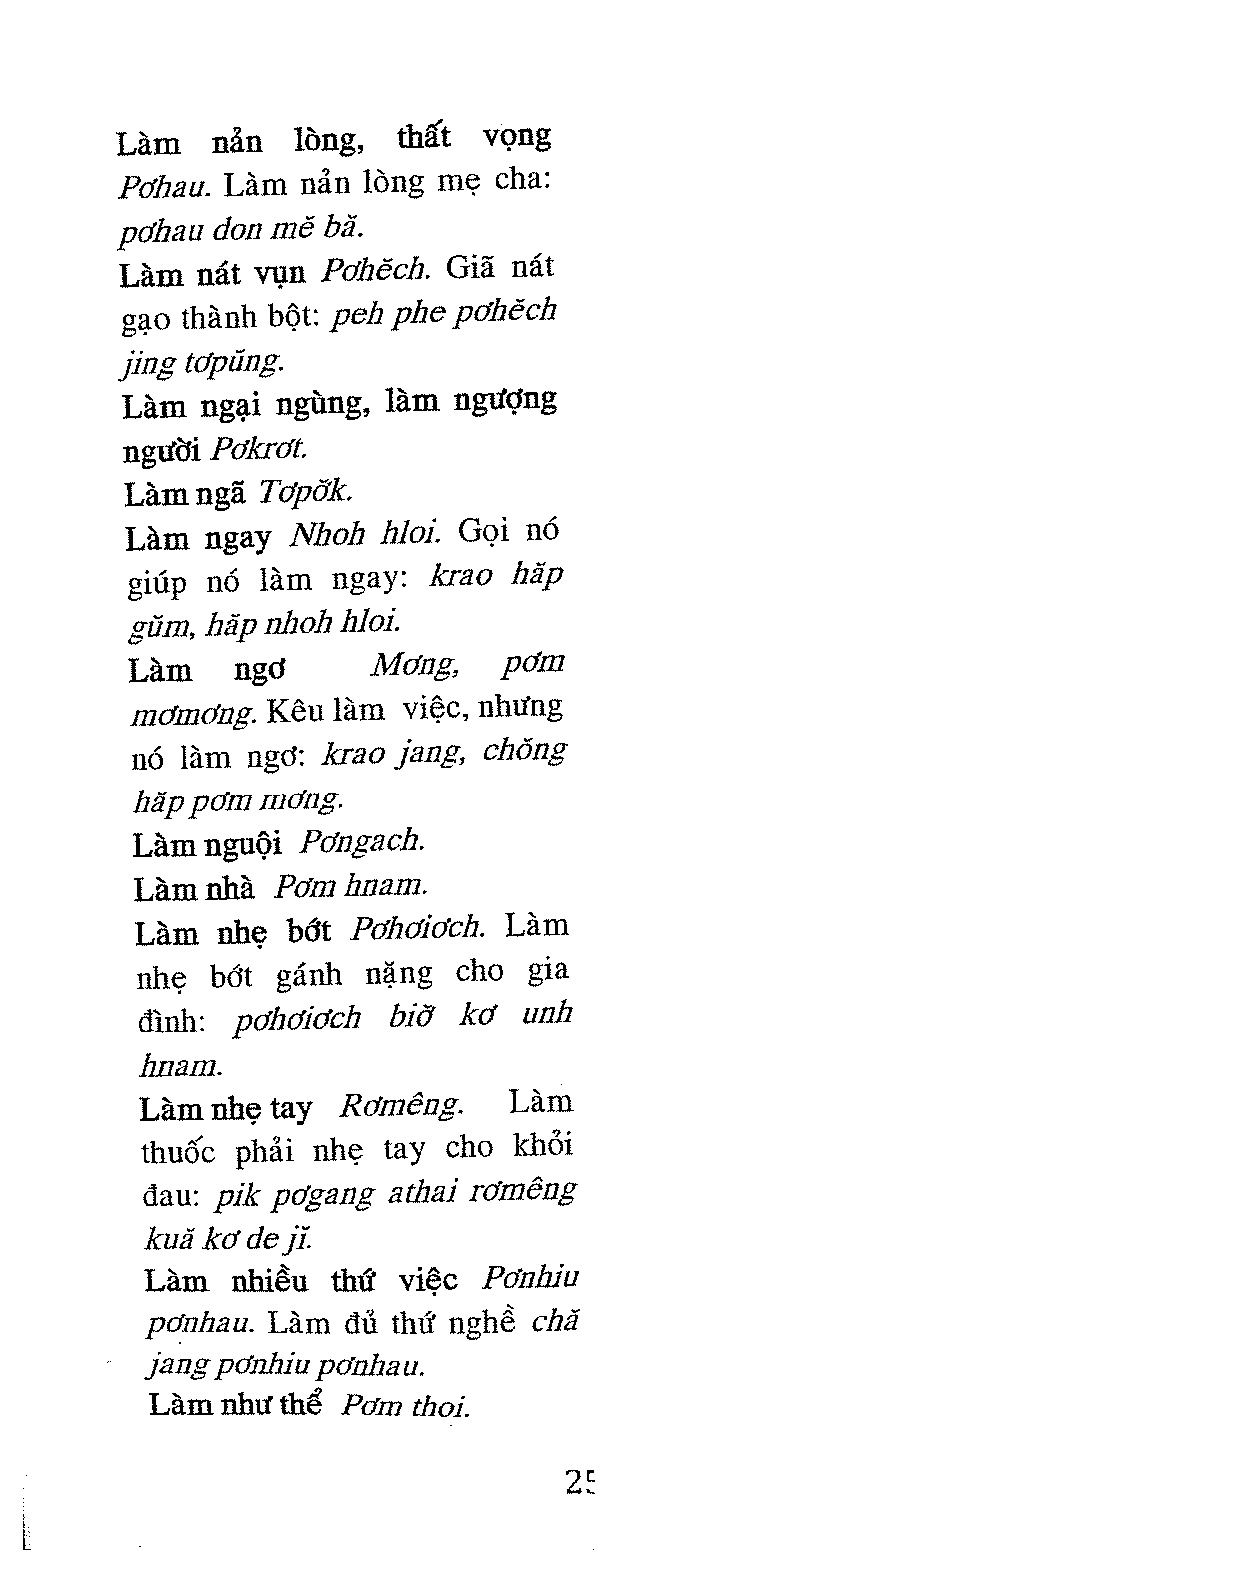 Làm nản lòng, thất vọng
Pơhau. Làm nản lòng mẹ cha:
pơhau don mĕ bă.
Làm nát vụn Pơhĕch. Giã nát
gạo thành bột: peh phe pơhĕch
jing tơpŭng.
Làm ngại ngùng, làm ngượng
người Pơkrơt.
Làm ngã Tơpơ̆k.
Làm ngay Nhoh hloi. Gọi nó
giúp nó làm ngay: krao hăp
gŭm, hăp nhoh hloi.
Làm ngơ Mơng, pơm
mơmơng. Kêu làm việc, nhưng
nó làm ngơ: krao jang, chŏng
hăp pơm mơng.
Làm nguội Pơngach.
Làm nhà Pơm hnam.
Làm nhẹ bớt Pơhơiơch. Làm
nhẹ bớt gánh nặng cho gia
đình: pơhơiơch biơ̆ kơ unh
hnam.
Làm nhẹ tay Rơmêng. Làm
thuốc phải nhẹ tay cho khỏi
đau: pik pơgang athai rơmêng
kuă kơ de jĭ.
Làm nhiều thứ việc Pơnhiu
pơnhau. Làm đủ thứ nghề chă
jang pơnhiu pơnhau.
Làm như thể Pơm thoi.